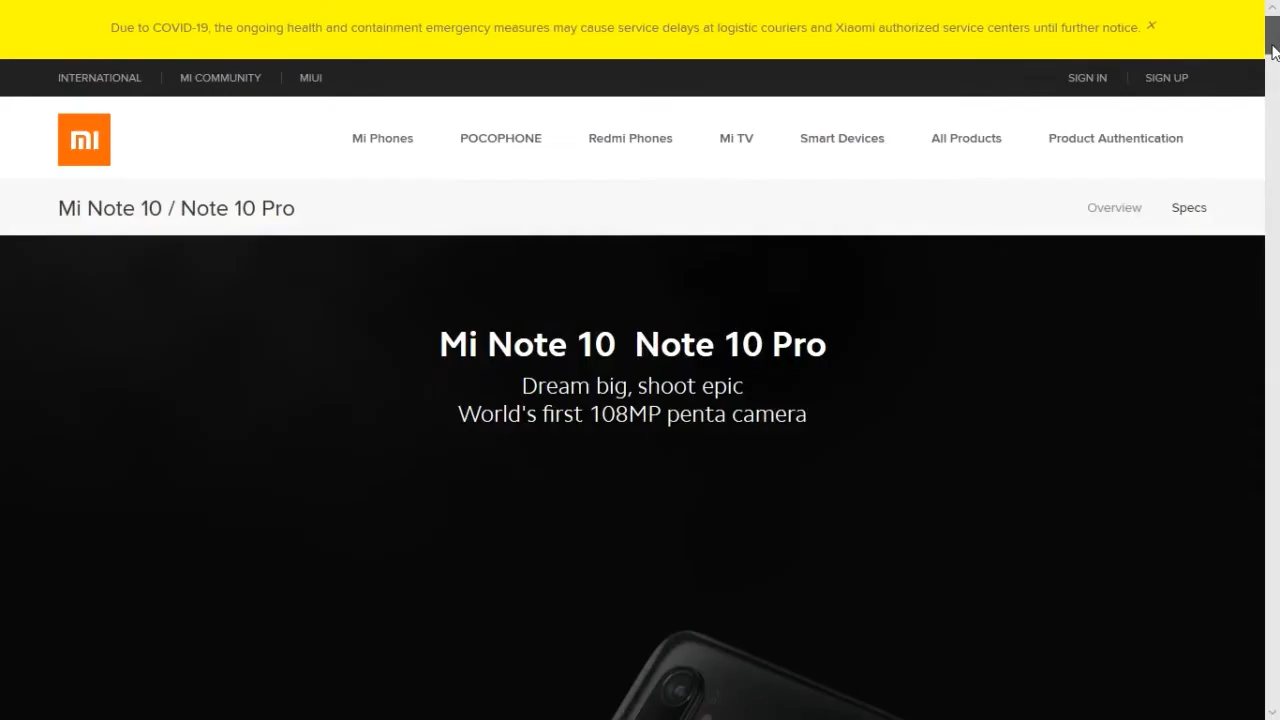 Due to COVID-19, the ongoing health and containment emergency measures may cause service delays at logistic couriers and Xiaomi authorized service centers until further notice. ×
INTERNATIONAL MI COMMUNITY MIUI SIGN IN SIGN UP
mi Mi Phones POCOPHONE Redmi Phones Mi TV Smart Devices All Products Product Authentication
Mi Note 10 / Note 10 Pro Overview Specs
Mi Note 10 Note 10 Pro
Dream big, shoot epic
World's first 108MP penta camera